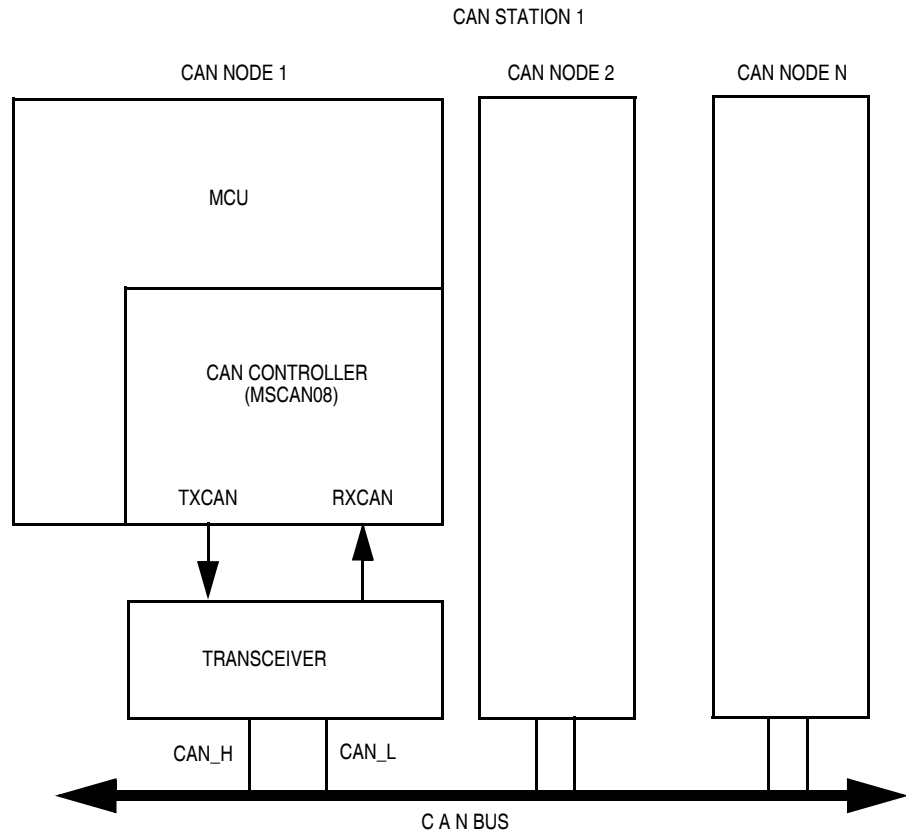 CAN STATION 1
CAN NODE 1
CAN NODE 2
CAN NODE N
MCU
CAN CONTROLLER
(MSCAN08)
TXCAN
RXCAN
TRANSCEIVER
CAN_H
CAN_L
C A N BUS